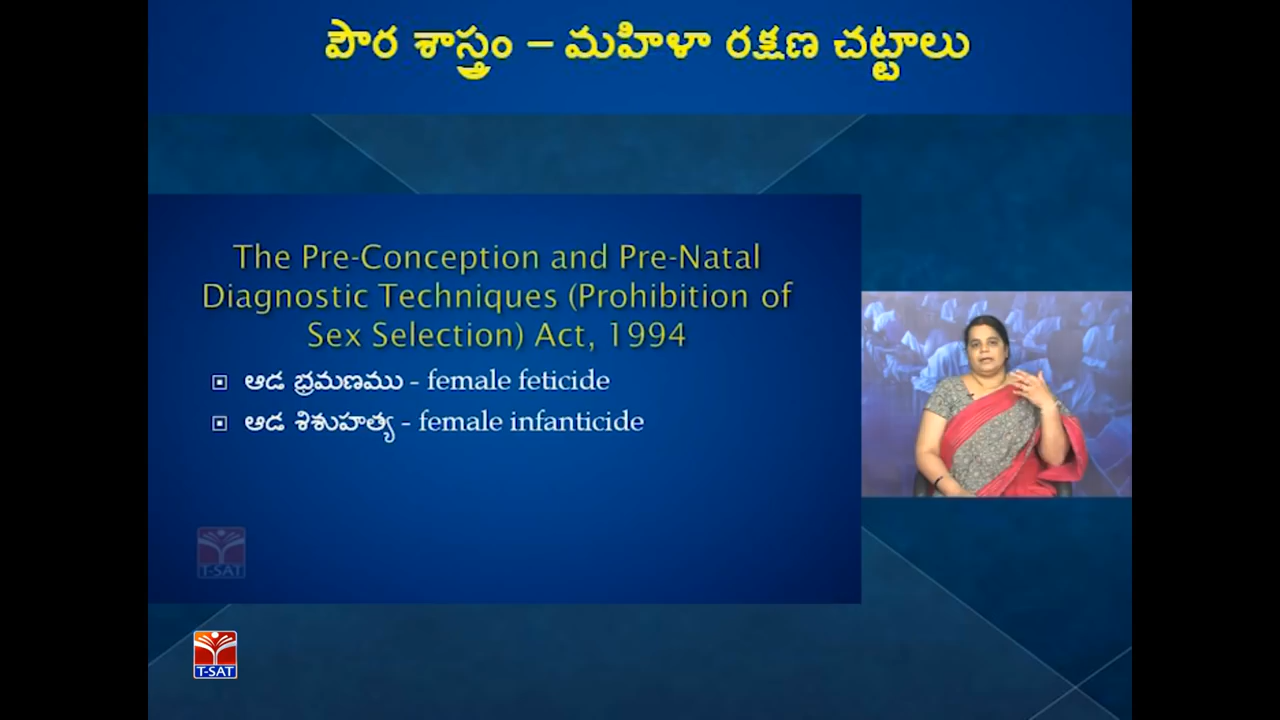 పౌర శాస్త్రం – మహిళా రక్షణ చట్టాలు
The Pre-Conception and Pre-Natal
Diagnostic Techniques (Prohibition of
Sex Selection) Act, 1994
ఆడ భ్రమణము - female feticide
ఆడ శిశుహత్య - female infanticide
T-SAT
T-SAT